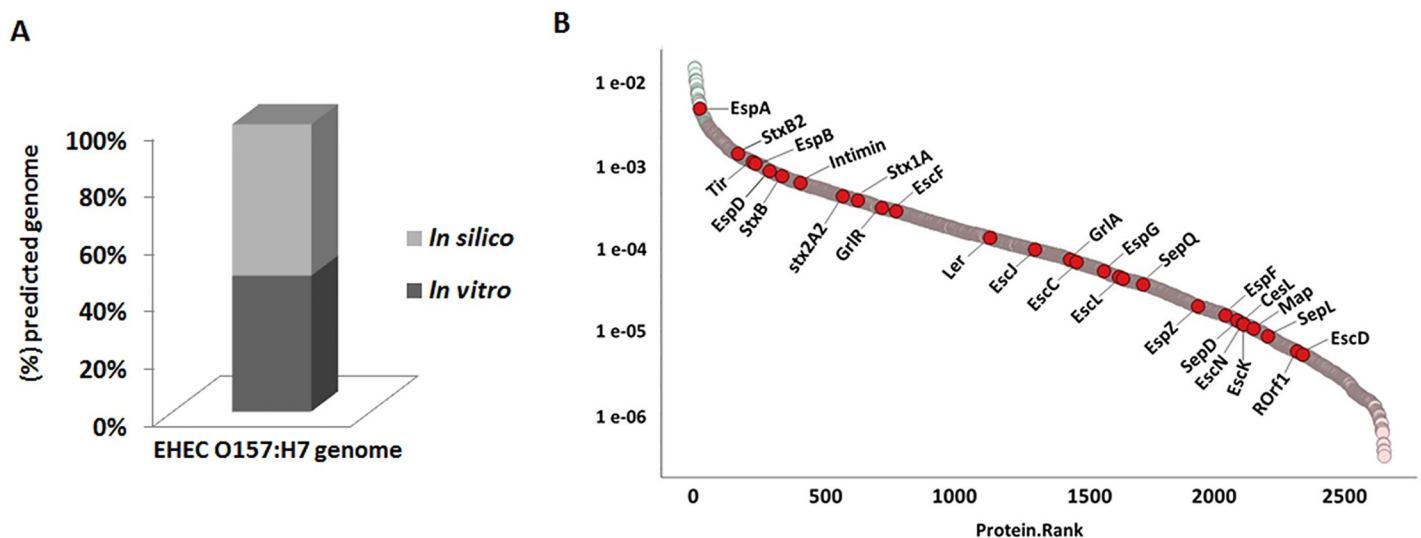 A
B
100%
80%
60%
40%
20%
0%
(%) predicted genome
EHEC O157:H7 genome
In silico
In vitro
1 e-02
1 e-03
1 e-04
1 e-05
1 e-06
EspA
StxB2
EspB
Tir
EspD
StxB
Intimin
Stx1A
EscF
stx2A2
GrlR
Ler
EscJ
GrlA
EspG
SepQ
EscC
EscL
EspZ
EspF
CesL
Map
SepL
EscD
SepD
EscN
EscK
ROrf1
0
500
1000
1500
2000
2500
Protein.Rank